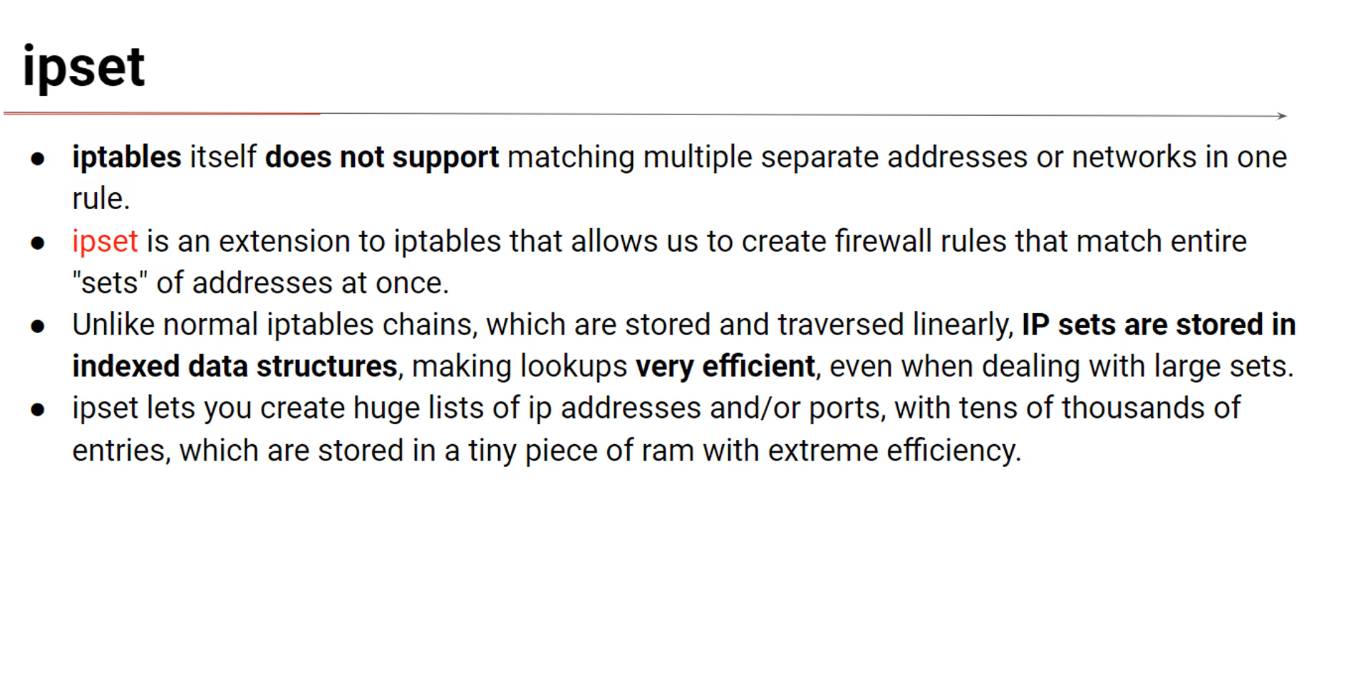 ipset
● iptables itself does not support matching multiple separate addresses or networks in one
rule.
● ipset is an extension to iptables that allows us to create firewall rules that match entire
"sets" of addresses at once.
● Unlike normal iptables chains, which are stored and traversed linearly, IP sets are stored in
indexed data structures, making lookups very efficient, even when dealing with large sets.
● ipset lets you create huge lists of ip addresses and/or ports, with tens of thousands of
entries, which are stored in a tiny piece of ram with extreme efficiency.